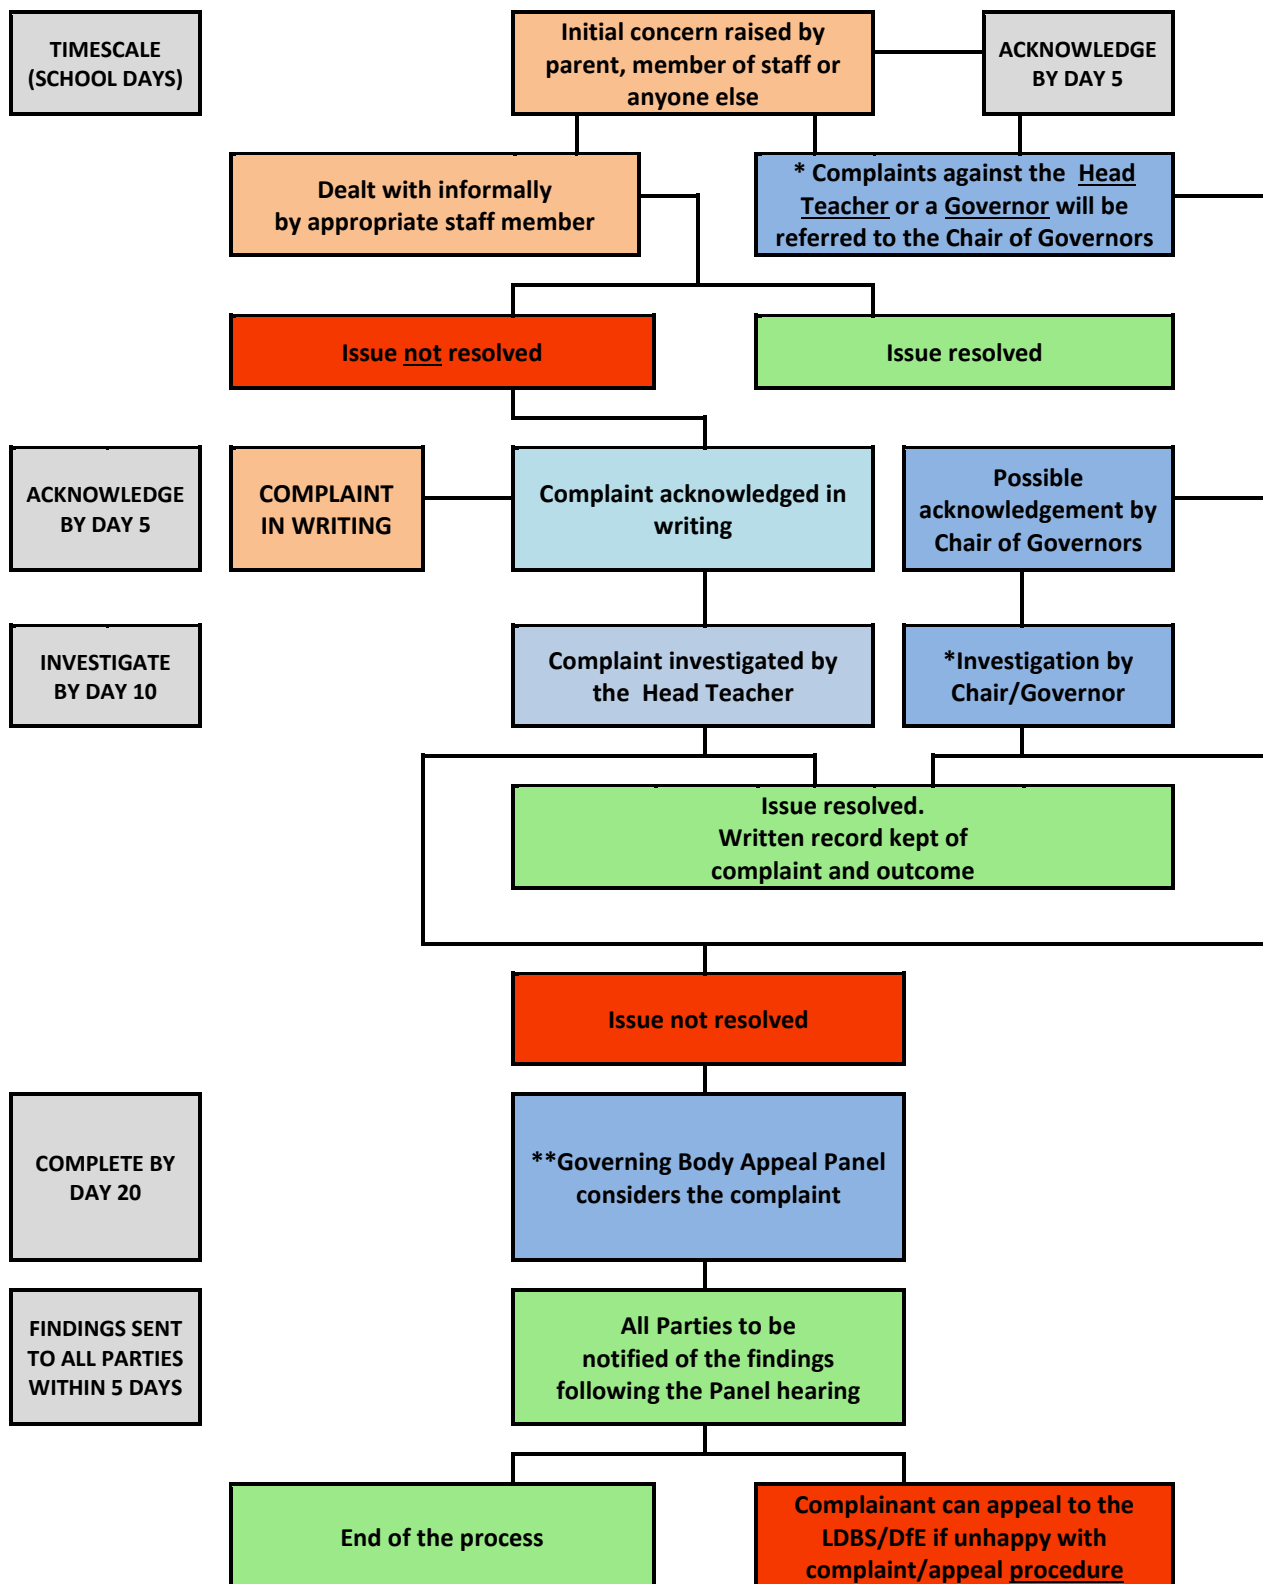 TIMESCALE
(SCHOOL DAYS)
Initial concern raised by
parent, member of staff or
anyone else
ACKNOWLEDGE
BY DAY 5
Dealt with informally
by appropriate staff member
* Complaints against the Head
Teacher or a Governor will be
referred to the Chair of Governors
Issue not resolved
Issue resolved
ACKNOWLEDGE
BY DAY 5
COMPLAINT
IN WRITING
Complaint acknowledged in
writing
Possible
acknowledgement by
Chair of Governors
INVESTIGATE
BY DAY 10
Complaint investigated by
the Head Teacher
*Investigation by
Chair/Governor
Issue resolved.
Written record kept of
complaint and outcome
Issue not resolved
COMPLETE BY
DAY 20
**Governing Body Appeal Panel
considers the complaint
FINDINGS SENT
TO ALL PARTIES
WITHIN 5 DAYS
All Parties to be
notified of the findings
following the Panel hearing
End of the process
Complainant can appeal to the
LDBS/DfE if unhappy with
complaint/appeal procedure